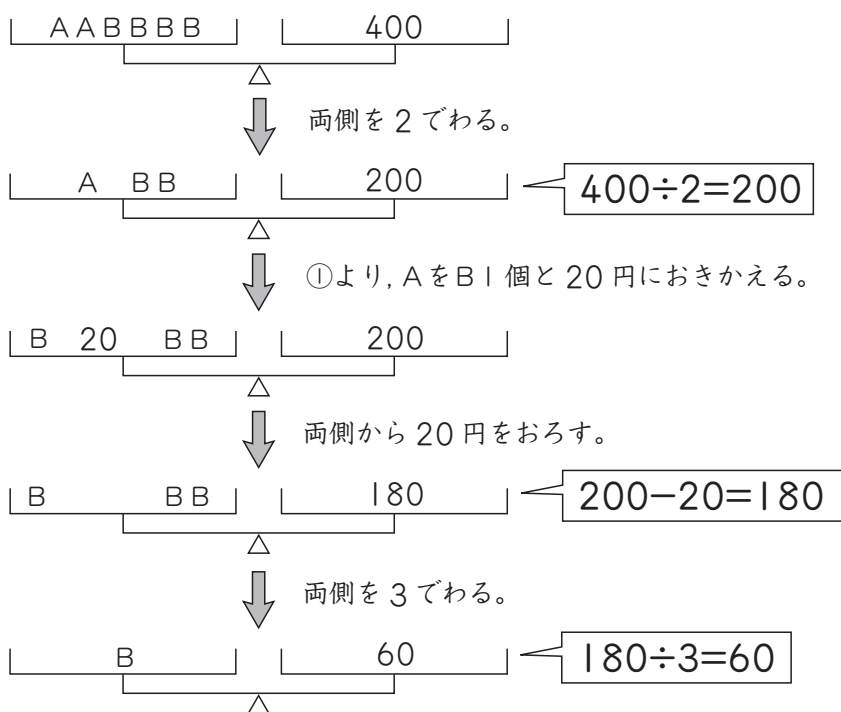 AABBBB 400
両側を2でわる。
A BB 200 400÷2=200
①より,AをB1個と20円におきかえる。
B 20 BB 200
両側から20円をおろす。
B BB 180 200−20=180
両側を3でわる。
B 60 180÷3=60